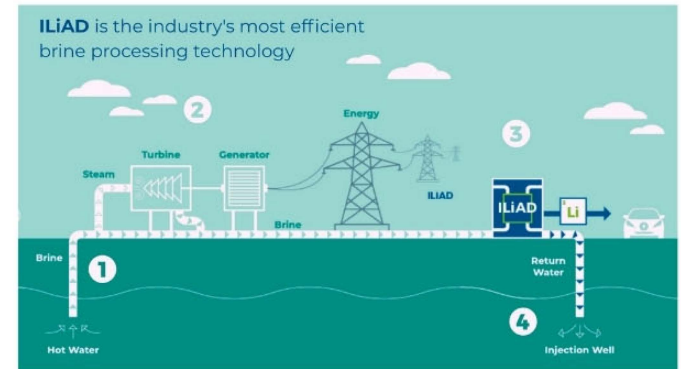 ILiAD is the industry's most efficient
brine processing technology
2
Energy
3
Turbine
Generator
Steam
ILiAD
ILiAD
Li
Brine
Brine
1
Return
Water
4
Hot Water
Injection Well